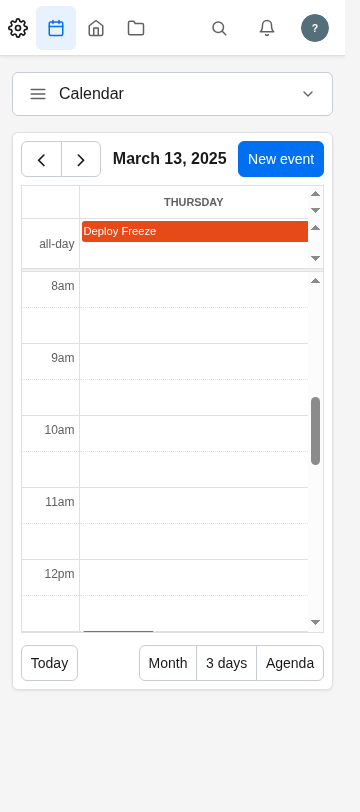 ?
Calendar
March 13, 2025
New event
THURSDAY
all-day
Deploy Freeze
8am
9am
10am
11am
12pm
Today
Month
3 days
Agenda